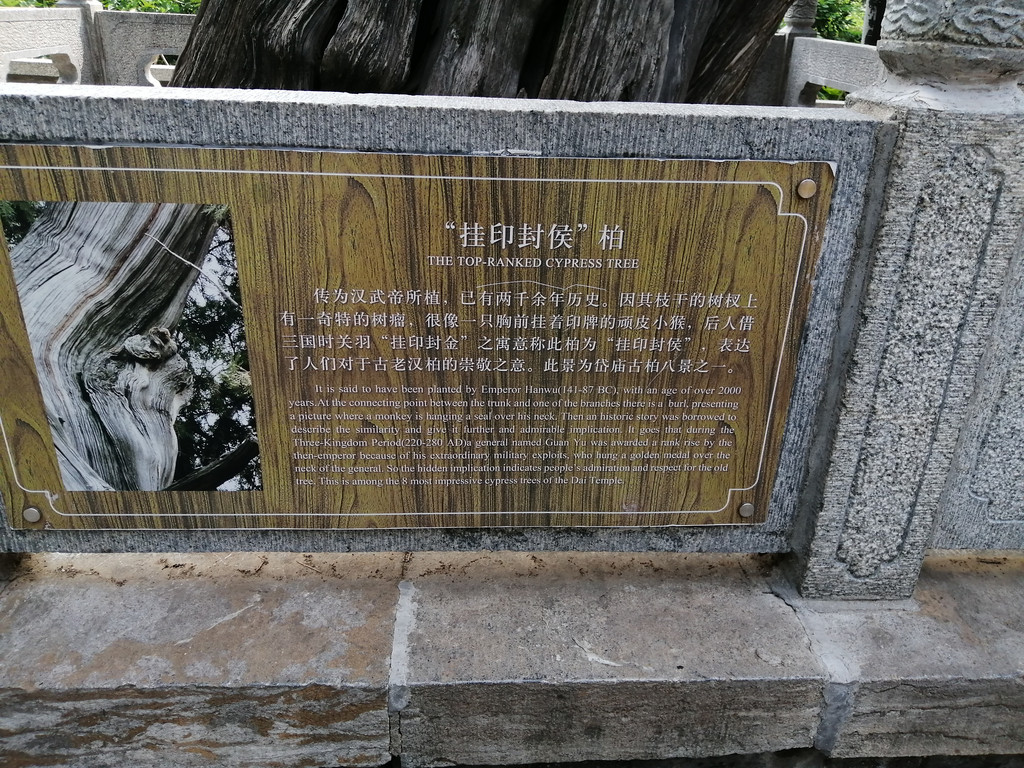 “挂印封侯”柏
THE TOP-RANKED CYPRESS TREE
传为汉武帝所植，已有两千余年历史。因其枝干的树杈上
有一奇特的树瘤，很像一只胸前挂着印牌的顽皮小猴，后人借
三国时关羽“挂印封金”之寓意称此柏为“挂印封侯”，表达
了人们对于古老汉柏的崇敬之意。此景为岱庙古柏八景之一。
It is said to have been planted by Emperor Hanwu(141-87 BC), with an age of over 2000
years.At the connecting point between the trunk and one of the branches there is a burl, presenting
a picture where a monkey is hanging a seal over his neck. Then an historic story was borrowed to
describe the similarity and give it further and admirable implication. It goes that during the
Three-Kingdom Period(220-280 AD)a general named Guan Yu was awarded a rank rise by the
then-emperor because of his extraordinary military exploits, who hung a golden medal over the
neck of the general. So the hidden implication indicates people's admiration and respect for the old
tree. This is among the 8 most impressive cypress trees of the Dai Temple.